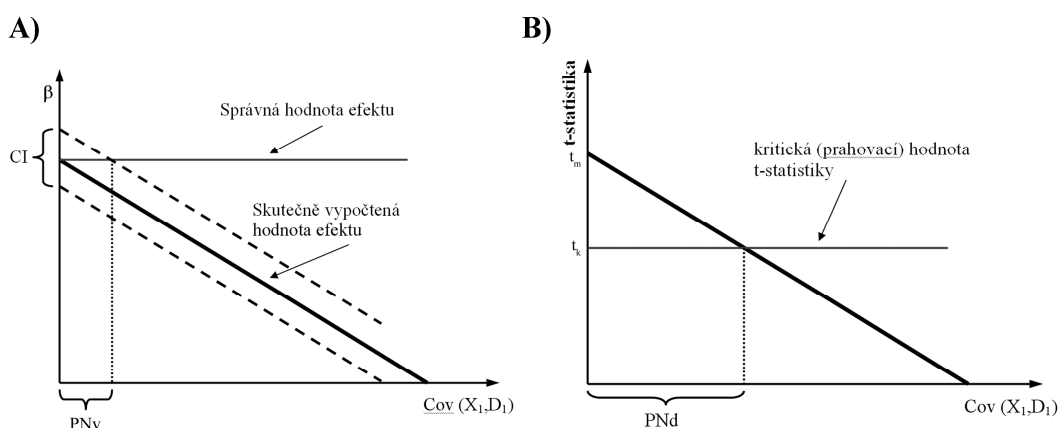 A)
β
Správná hodnota efektu
CI
Skutečně vypočtená
hodnota efektu
Cov (X₁,D₁)
PNv
B)
t-statistika
kritická (prahovací) hodnota
t-statistiky
tₘ
tₖ
Cov (X₁,D₁)
PNd